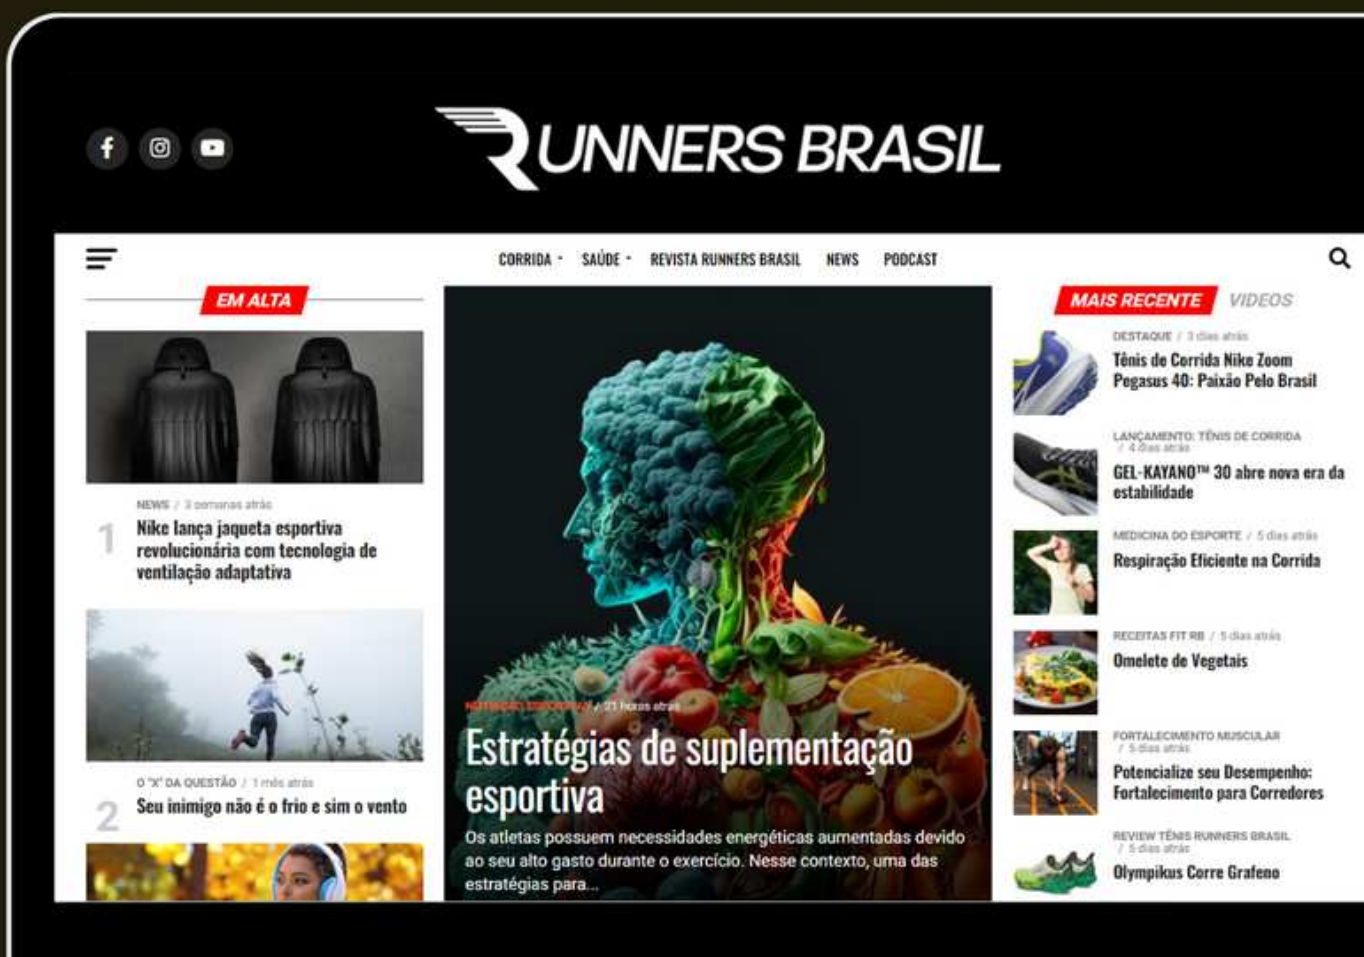 RUNNERS BRASIL
CORRIDA
SAÚDE
REVISTA RUNNERS BRASIL
NEWS
PODCAST
EM ALTA
NEWS / 3 semanas atrás
1
Nike lança jaqueta esportiva
revolucionária com tecnologia de
ventilação adaptativa
O "X" DA QUESTÃO / 1 mês atrás
2
Seu inimigo não é o frio e sim o vento
/ 21 horas atrás
Estratégias de suplementação
esportiva
Os atletas possuem necessidades energéticas aumentadas devido
ao seu alto gasto durante o exercício. Nesse contexto, uma das
estratégias para...
MAIS RECENTE
VIDEOS
DESTAQUE / 3 dias atrás
Tênis de Corrida Nike Zoom
Pegasus 40: Paixão Pelo Brasil
LANÇAMENTO: TÊNIS DE CORRIDA
/ 4 dias atrás
GEL-KAYANO™ 30 abre nova era da
estabilidade
MEDICINA DO ESPORTE / 5 dias atrás
Respiração Eficiente na Corrida
RECEITAS FIT RB / 5 dias atrás
Omelete de Vegetais
FORTALECIMENTO MUSCULAR
/ 5 dias atrás
Potencialize seu Desempenho:
Fortalecimento para Corredores
REVIEW TÊNIS RUNNERS BRASIL
/ 5 dias atrás
Olympikus Corre Grafeno